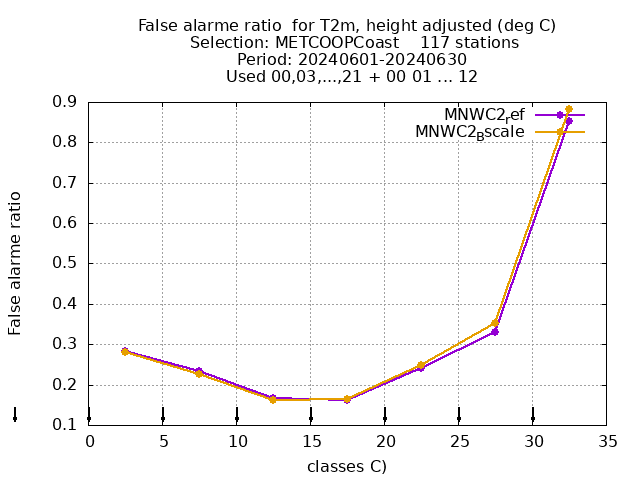 False alarme ratio  for T2m, height adjusted (deg C)
Selection: METCOOPCoast    117 stations
Period: 20240601-20240630
Used 00,03,...,21 + 00 01 ... 12
MNWC2ref
MNWC2Bscale
0.9
0.8
0.7
0.6
0.5
0.4
0.3
0.2
0.1
False alarme ratio
0 5 10 15 20 25 30 35
classes C)